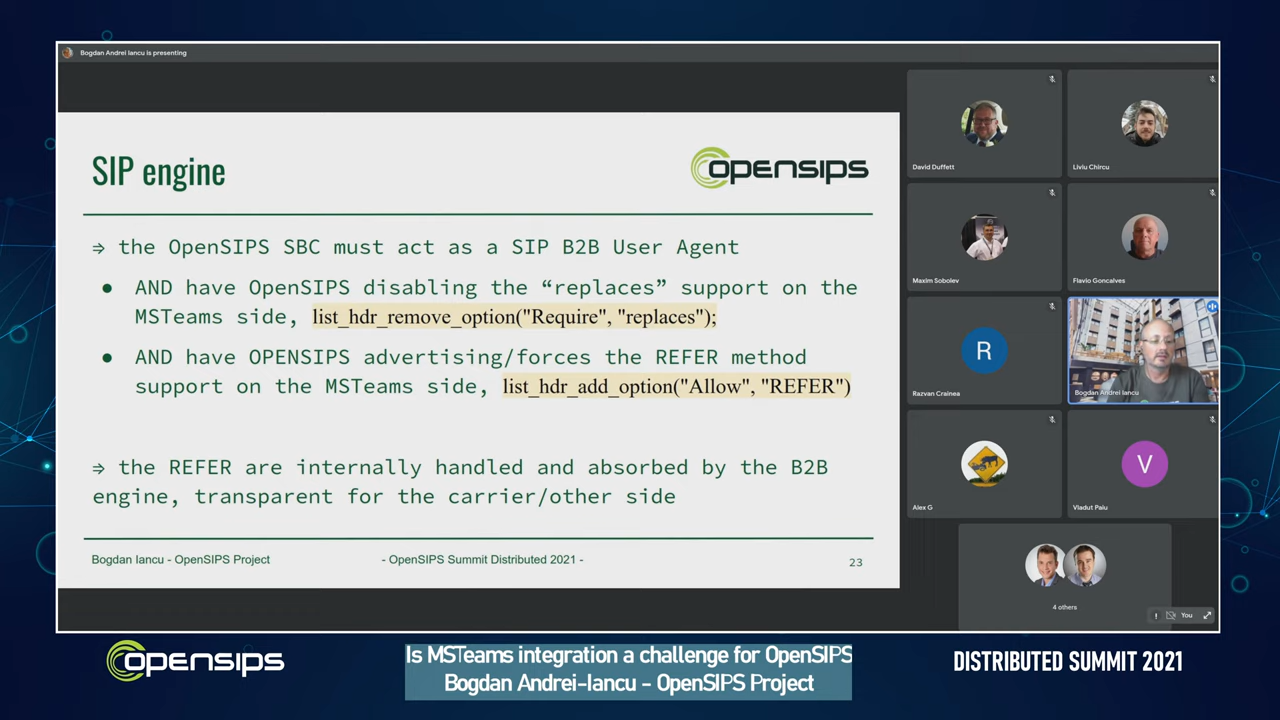 Bogdan Andrei Iancu is presenting
SIP engine
OPENSIPS
⇒ the OpenSIPS SBC must act as a SIP B2B User Agent
● AND have OpenSIPS disabling the “replaces” support on the
MSTeams side, list_hdr_remove_option("Require", "replaces");
● AND have OPENSIPS advertising/forces the REFER method
support on the MSTeams side, list_hdr_add_option("Allow", "REFER")
⇒ the REFER are internally handled and absorbed by the B2B
engine, transparent for the carrier/other side
Bogdan Iancu - OpenSIPS Project
- OpenSIPS Summit Distributed 2021 -
23
David Duffett
Liviu Chircu
Maxim Sobolev
Flavio Goncalves
R
Razvan Crainea
Bogdan Andrei Iancu
Alex G
V
Vladut Paiu
4 others
You
OPENSIPS
Is MSTeams integration a challenge for OpenSIPS
Bogdan Andrei-Iancu - OpenSIPS Project
DISTRIBUTED SUMMIT 2021